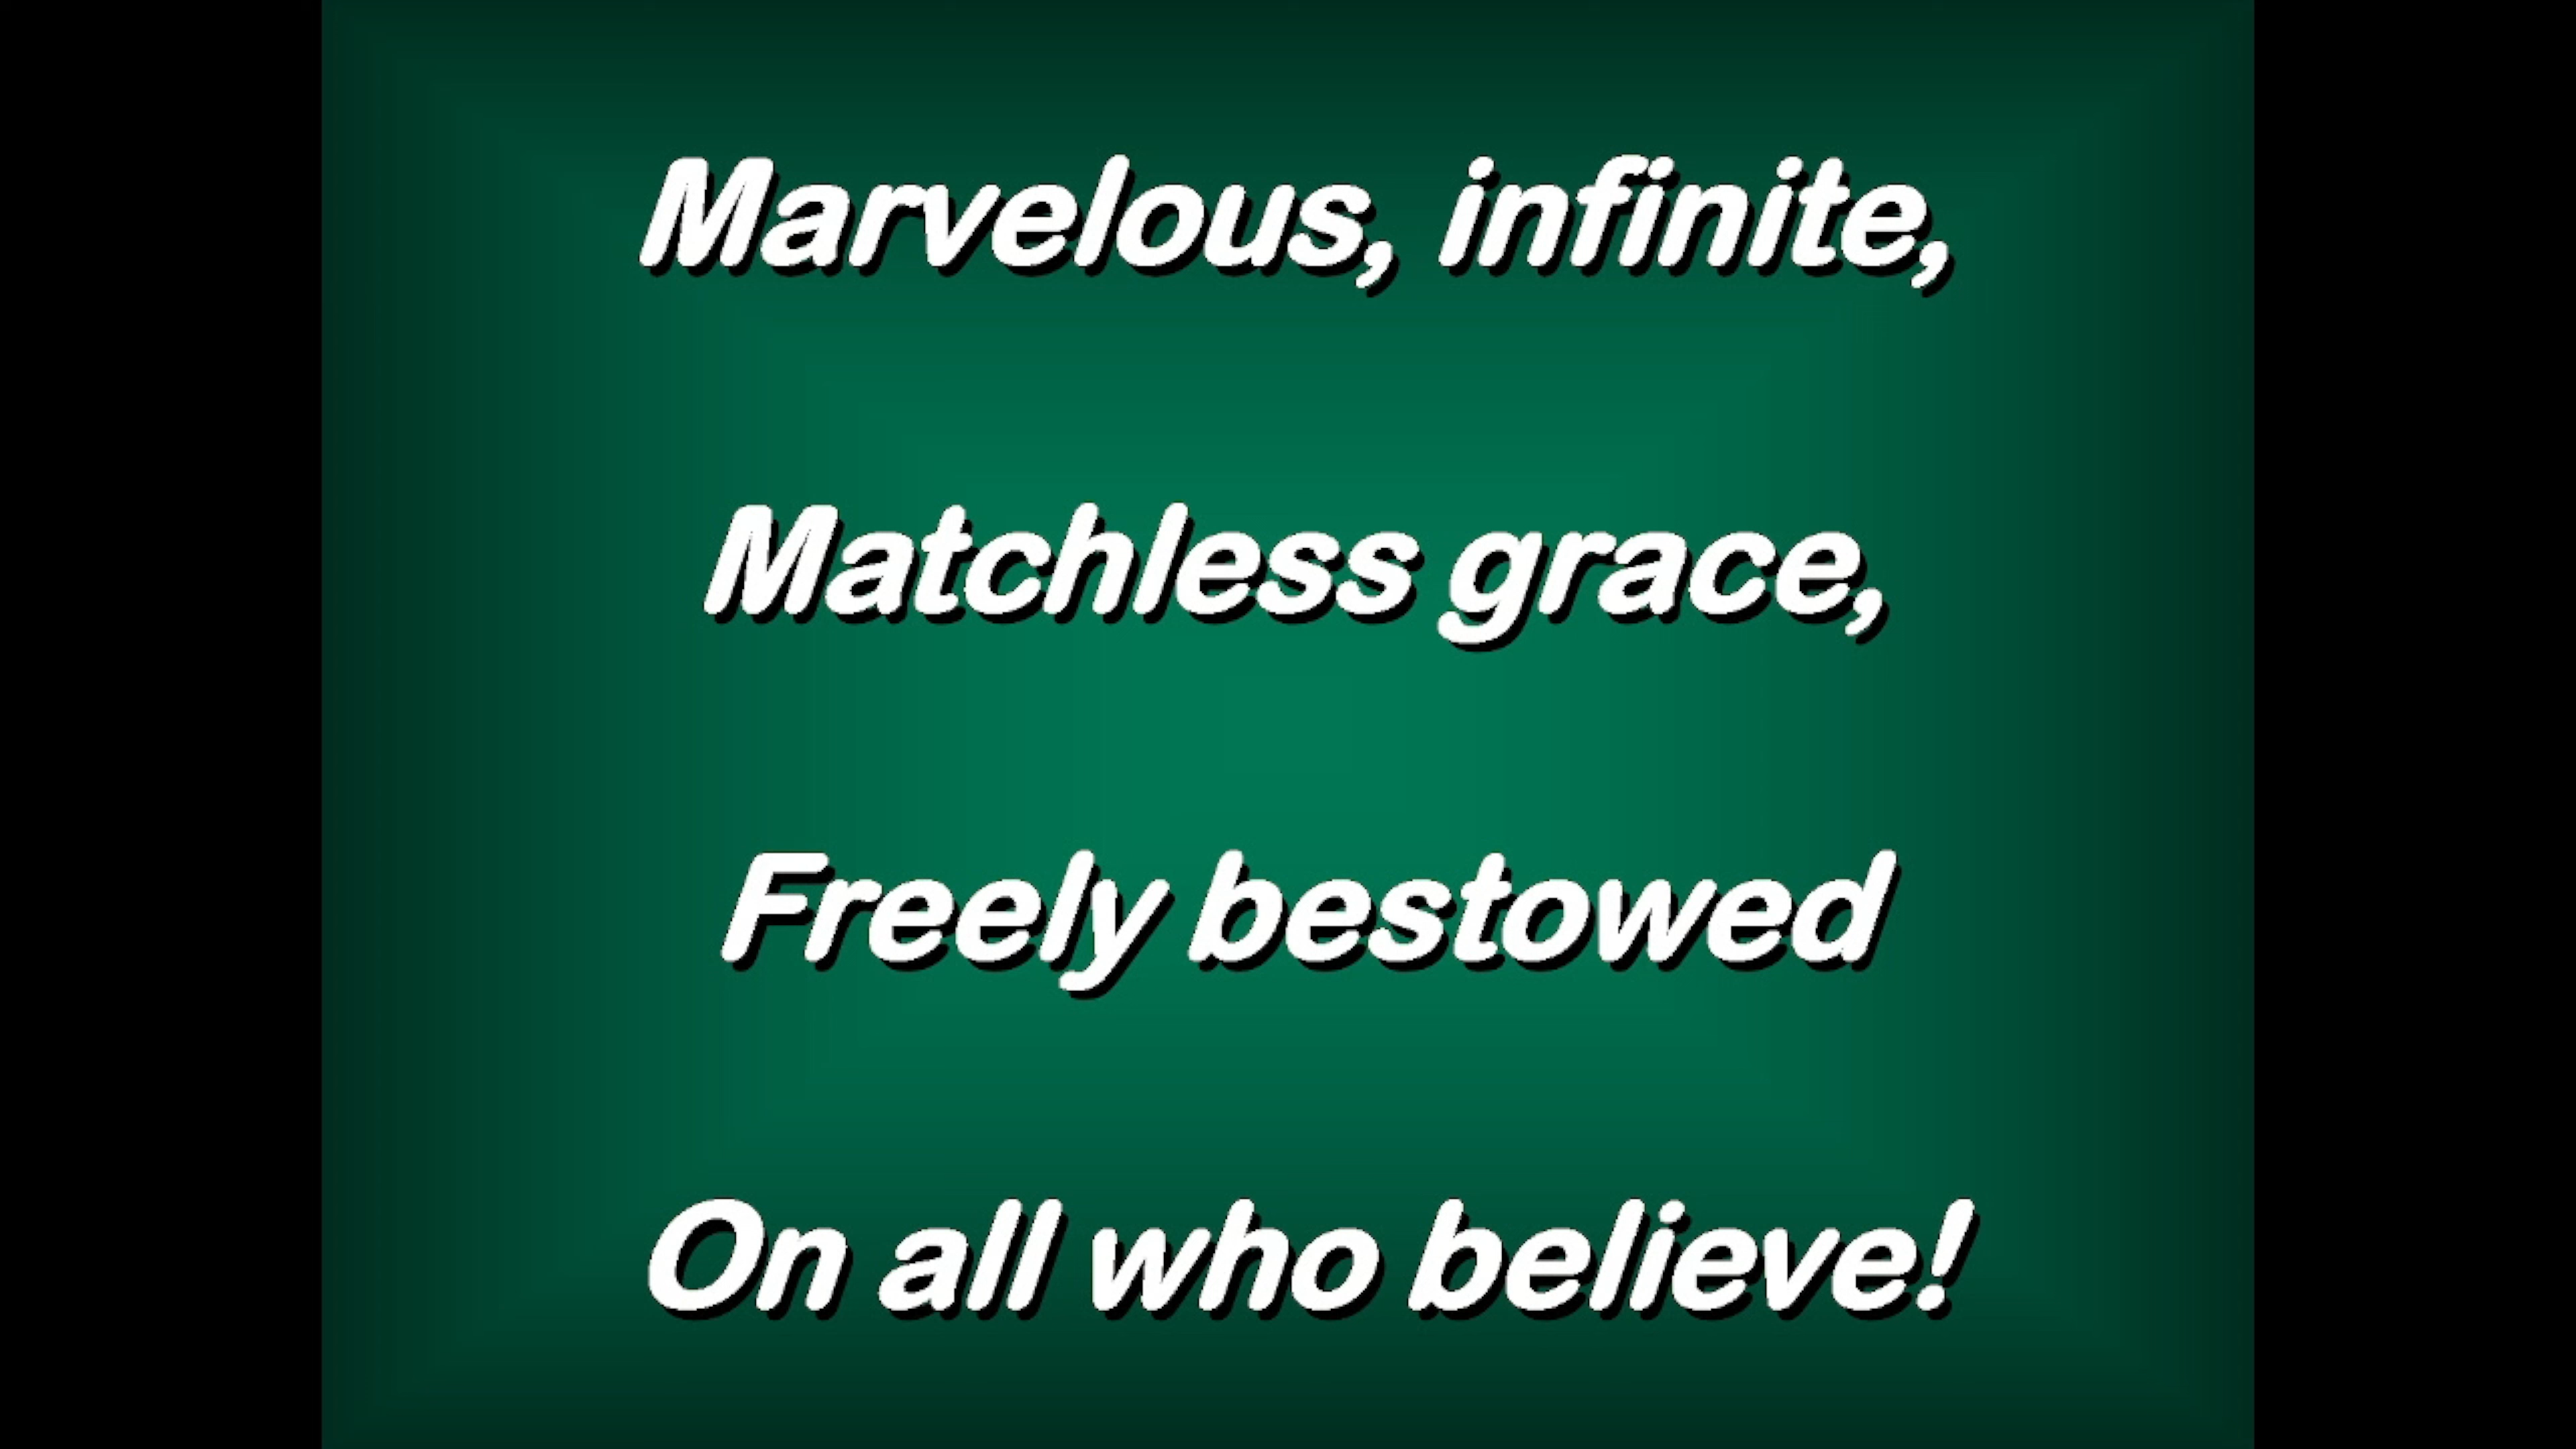 Marvelous, infinite,
Matchless grace,
Freely bestowed
On all who believe!